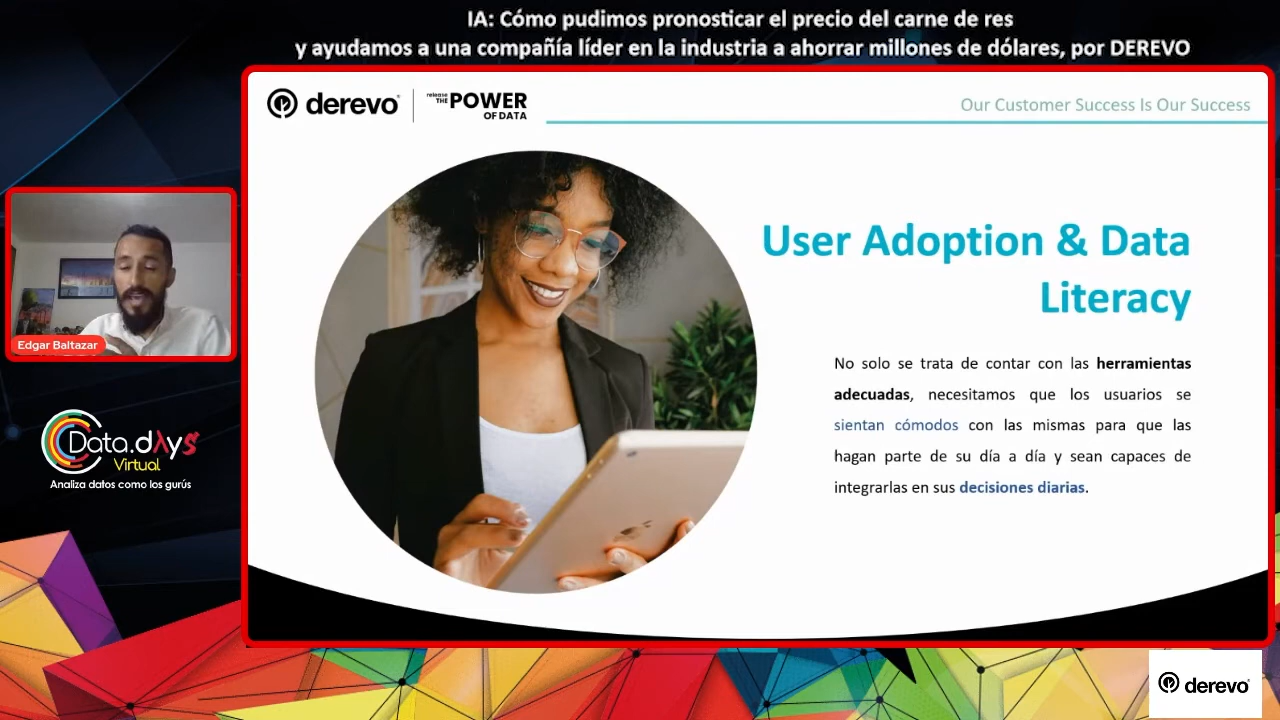 IA: Cómo pudimos pronosticar el precio del carne de res
y ayudamos a una compañía líder en la industria a ahorrar millones de dólares, por DEREVO
derevo
release
THE POWER
OF DATA
Our Customer Success Is Our Success
User Adoption & Data
Literacy
No solo se trata de contar con las herramientas
adecuadas, necesitamos que los usuarios se
sientan cómodos con las mismas para que las
hagan parte de su día a día y sean capaces de
integrarlas en sus decisiones diarias.
Edgar Baltazar
Data.dAys
Virtual
Analiza datos como los gurús
derevo